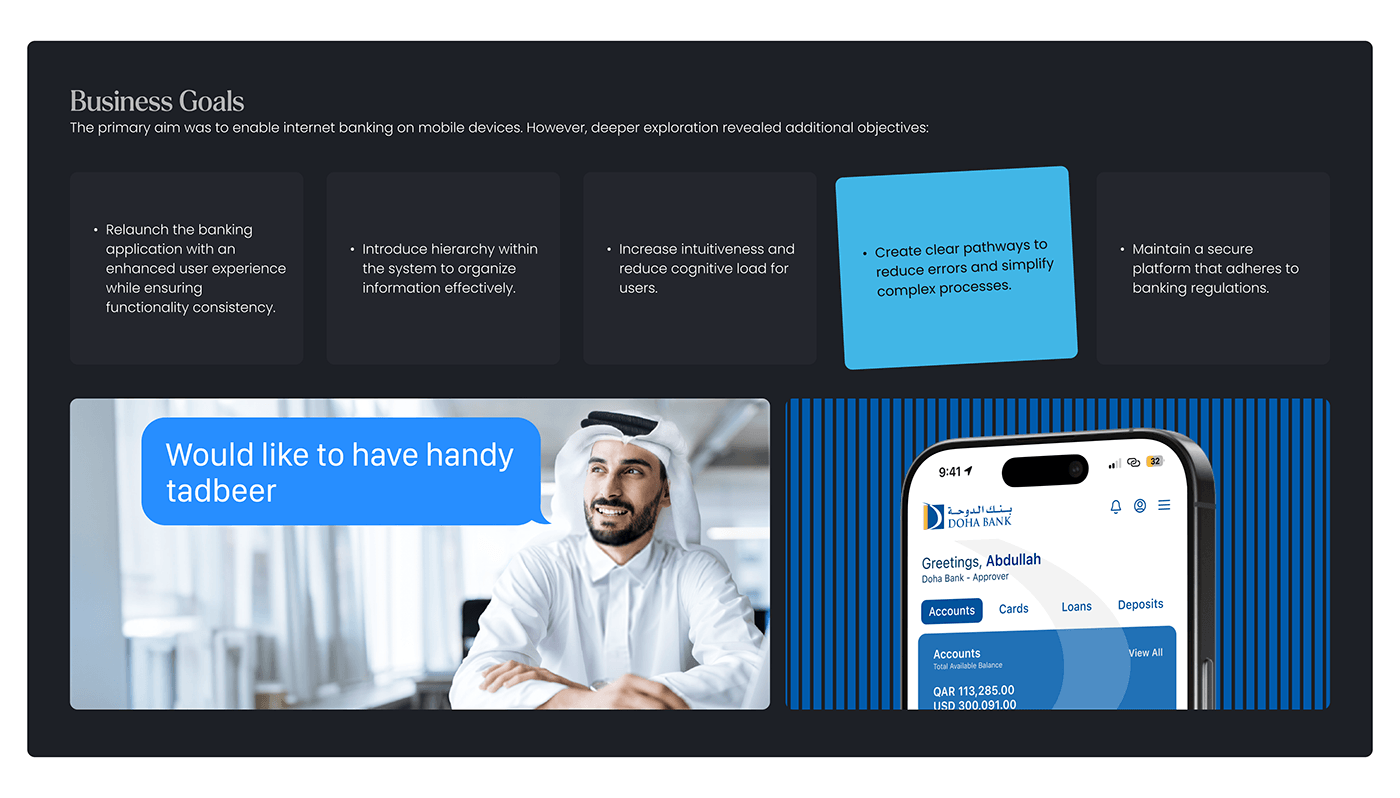 Business Goals
The primary aim was to enable internet banking on mobile devices. However, deeper exploration revealed additional objectives:
• Relaunch the banking
application with an
enhanced user experience
while ensuring
functionality consistency.
• Introduce hierarchy within
the system to organize
information effectively.
• Increase intuitiveness and
reduce cognitive load for
users.
• Create clear pathways to
reduce errors and simplify
complex processes.
• Maintain a secure
platform that adheres to
banking regulations.
Would like to have handy
tadbeer
9:41
32
بنك الدوحة
DOHA BANK
Greetings, Abdullah
Doha Bank - Approver
Accounts Cards Loans Deposits
Accounts
View All
Total Available Balance
QAR 113,285.00
USD 300,091.00